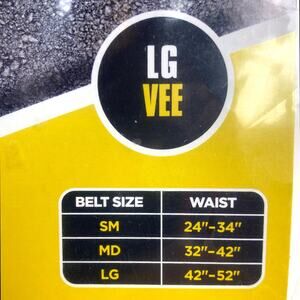 LG
VEE
BELT SIZE WAIST
SM 24"-34"
MD 32"-42"
LG 42"-52"